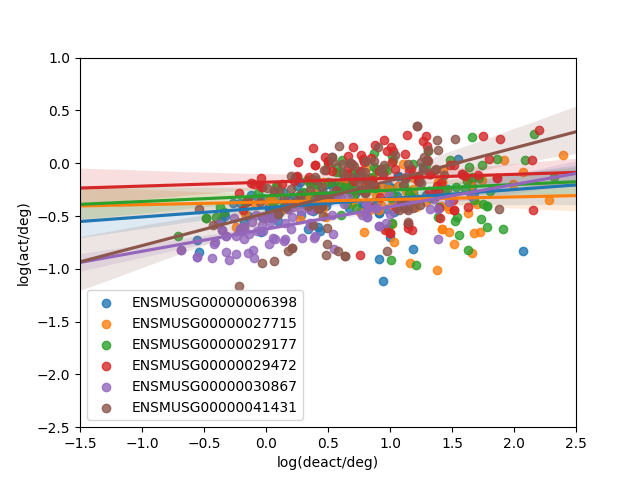 1.0
0.5
0.0
−0.5
−1.0
−1.5
−2.0
−2.5
log(act/deg)
ENSMUSG00000006398
ENSMUSG00000027715
ENSMUSG00000029177
ENSMUSG00000029472
ENSMUSG00000030867
ENSMUSG00000041431
−1.5 −1.0 −0.5 0.0 0.5 1.0 1.5 2.0 2.5
log(deact/deg)